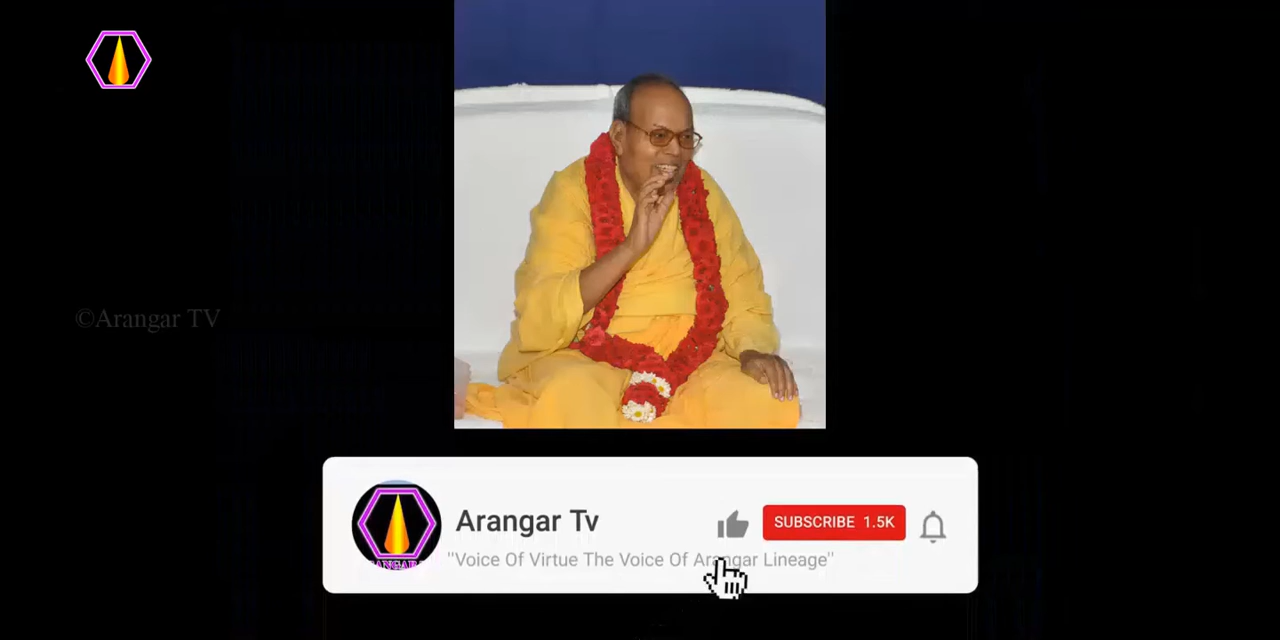 ©Arangar TV
Arangar Tv
SUBSCRIBE 1.5K
"Voice Of Virtue The Voice Of Arangar Lineage"